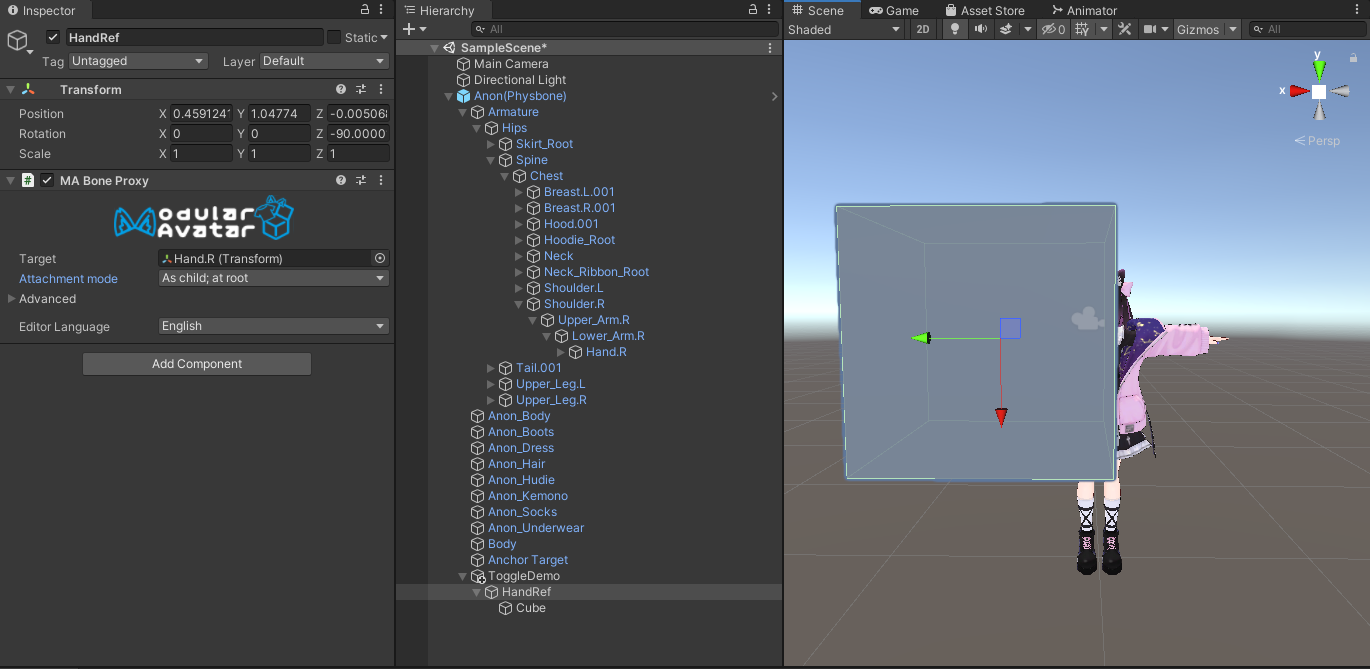 Inspector
HandRef
Static
Tag Untagged Layer Default
Transform
Position X 0.4591241 Y 1.04774 Z -0.00506
Rotation X 0 Y 0 Z -90.0000
Scale X 1 Y 1 Z 1
# MA Bone Proxy
Modular
Avatar
Target Hand.R (Transform)
Attachment mode As child; at root
Advanced
Editor Language English
Add Component
Hierarchy
All
SampleScene*
Main Camera
Directional Light
Anon(Physbone)
Armature
Hips
Skirt_Root
Spine
Chest
Breast.L.001
Breast.R.001
Hood.001
Hoodie_Root
Neck
Neck_Ribbon_Root
Shoulder.L
Shoulder.R
Upper_Arm.R
Lower_Arm.R
Hand.R
Tail.001
Upper_Leg.L
Upper_Leg.R
Anon_Body
Anon_Boots
Anon_Dress
Anon_Hair
Anon_Hudie
Anon_Kemono
Anon_Socks
Anon_Underwear
Body
Anchor Target
ToggleDemo
HandRef
Cube
Scene Game Asset Store Animator
Shaded 2D 0 Gizmos All
y
x
Persp